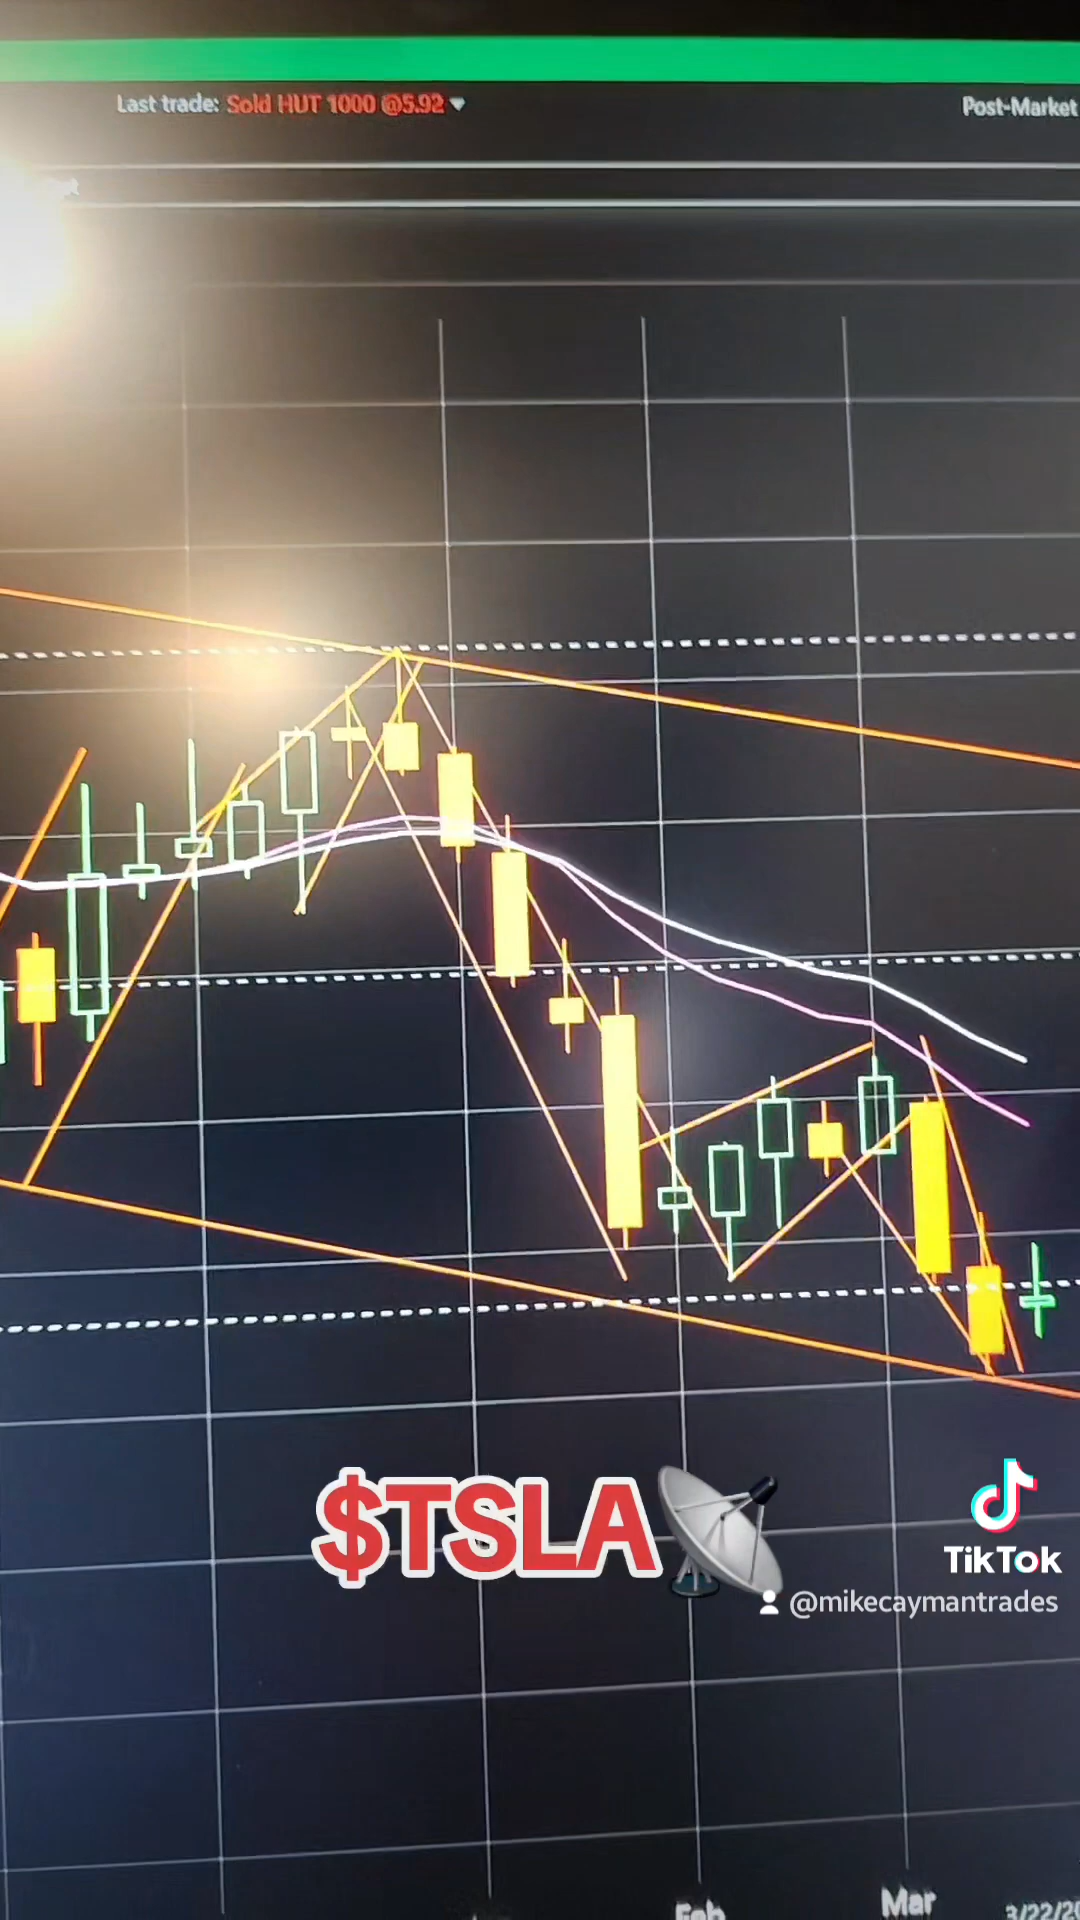 Last trade: Sold HUT 1000 @5.92
Post-Market
$TSLA
TikTok
@mikecaymantrades
Feb
Mar